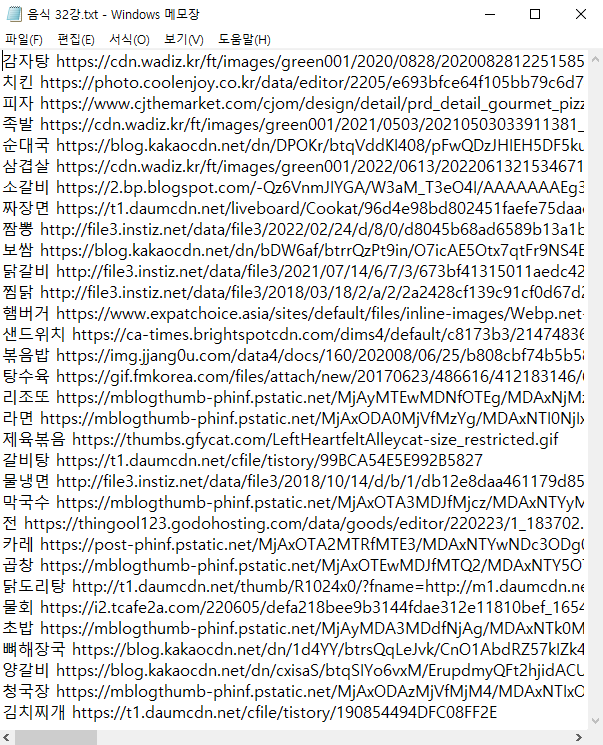 음식 32강.txt - Windows 메모장
파일(F) 편집(E) 서식(O) 보기(V) 도움말(H)
감자탕 https://cdn.wadiz.kr/ft/images/green001/2020/0828/2020082812251585
치킨 https://photo.coolenjoy.co.kr/data/editor/2205/e693bfce64f105bb79c6d7
피자 https://www.cjthemarket.com/cjom/design/detail/prd_detail_gourmet_pizz
족발 https://cdn.wadiz.kr/ft/images/green001/2021/0503/20210503033911381_
순대국 https://blog.kakaocdn.net/dn/DPOKr/btqVddKl408/pFwQDzJHIEH5DF5ku
삼겹살 https://cdn.wadiz.kr/ft/images/green001/2022/0613/2022061321534671
소갈비 https://2.bp.blogspot.com/-Qz6VnmJIYGA/W3aM_T3eO4I/AAAAAAAEg3
짜장면 https://t1.daumcdn.net/liveboard/Cookat/96d4e98bd802451faefe75daa
짬뽕 http://file3.instiz.net/data/file3/2022/02/24/d/8/0/d8045b68ad6589b13a1b
보쌈 https://blog.kakaocdn.net/dn/bDW6af/btrrQzPt9in/O7icAE5Otx7qtFr9NS4E
닭갈비 http://file3.instiz.net/data/file3/2021/07/14/6/7/3/673bf41315011aedc42
찜닭 http://file3.instiz.net/data/file3/2018/03/18/2/a/2/2a2428cf139c91cf0d67d2
햄버거 https://www.expatchoice.asia/sites/default/files/inline-images/Webp.net-
샌드위치 https://ca-times.brightspotcdn.com/dims4/default/c8173b3/21474836
볶음밥 https://img.jjang0u.com/data4/docs/160/202008/06/25/b808cbf74b5b58
탕수육 https://gif.fmkorea.com/files/attach/new/20170623/486616/412183146/
리조또 https://mblogthumb-phinf.pstatic.net/MjAyMTEwMDNfOTEg/MDAxNjMz
라면 https://mblogthumb-phinf.pstatic.net/MjAxODA0MjVfMzYg/MDAxNTI0NjIx
제육볶음 https://thumbs.gfycat.com/LeftHeartfeltAlleycat-size_restricted.gif
갈비탕 https://t1.daumcdn.net/cfile/tistory/99BCA54E5E992B5827
물냉면 http://file3.instiz.net/data/file3/2018/10/14/d/b/1/db12e8daa461179d85
막국수 https://mblogthumb-phinf.pstatic.net/MjAxOTA3MDJfMjcz/MDAxNTYyM
전 https://thingool123.godohosting.com/data/goods/editor/220223/1_183702.
카레 https://post-phinf.pstatic.net/MjAxOTA2MTRfMTE3/MDAxNTYwNDc3ODg0
곱창 https://mblogthumb-phinf.pstatic.net/MjAxOTEwMDJfMTQ2/MDAxNTY5OT
닭도리탕 http://t1.daumcdn.net/thumb/R1024x0/?fname=http://m1.daumcdn.ne
물회 https://i2.tcafe2a.com/220605/defa218bee9b3144fdae312e11810bef_1654
초밥 https://mblogthumb-phinf.pstatic.net/MjAyMDA3MDdfNjAg/MDAxNTk0M
뼈해장국 https://blog.kakaocdn.net/dn/1d4YY/btrsQqLeJvk/CnO1AbdRZ57kIZk4
양갈비 https://blog.kakaocdn.net/dn/cxisaS/btqSIYo6vxM/ErupdmyQFt2hjidACU
청국장 https://mblogthumb-phinf.pstatic.net/MjAxODAzMjVfMjM4/MDAxNTIxO
김치찌개 https://t1.daumcdn.net/cfile/tistory/190854494DFC08FF2E